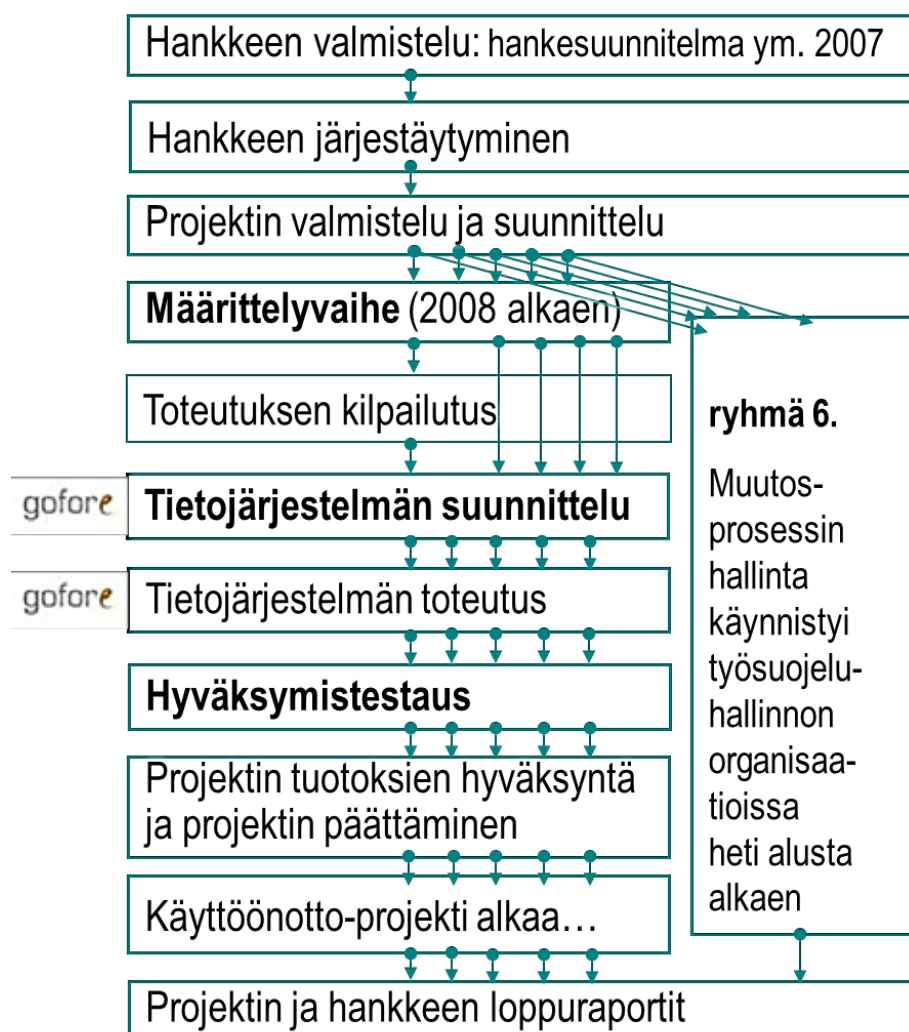 Hankkeen valmistelu: hankesuunnitelma ym. 2007
Hankkeen järjestäytyminen
Projektin valmistelu ja suunnittelu
Määrittelyvaihe (2008 alkaen)
Toteutuksen kilpailutus
gofore
Tietojärjestelmän suunnittelu
gofore
Tietojärjestelmän toteutus
Hyväksymistestaus
Projektin tuotoksien hyväksyntä
ja projektin päättäminen
Käyttöönotto-projekti alkaa…
ryhmä 6.
Muutos-
prosessin
hallinta
käynnistyi
työsuojelu-
hallinnon
organisaa-
tioissa
heti alusta
alkaen
Projektin ja hankkeen loppuraportit